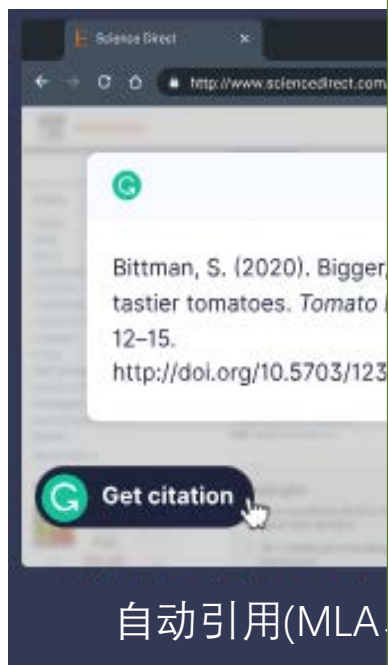 Science Direct
http://www.sciencedirect.com
Bittman, S. (2020). Bigger,
tastier tomatoes. Tomato
12–15.
http://doi.org/10.5703/123
Get citation
自动引用(MLA、